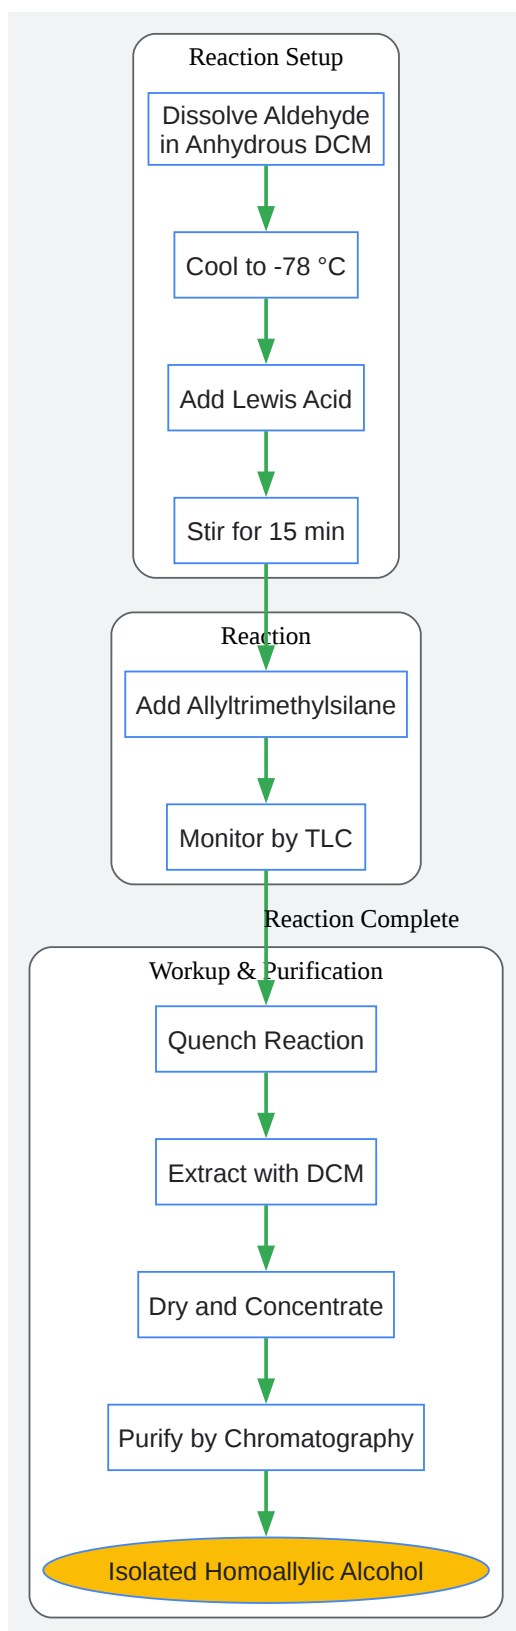 Reaction Setup
Dissolve Aldehyde
in Anhydrous DCM
Cool to -78 °C
Add Lewis Acid
Stir for 15 min
Reaction
Add Allyltrimethylsilane
Monitor by TLC
Reaction Complete
Workup & Purification
Quench Reaction
Extract with DCM
Dry and Concentrate
Purify by Chromatography
Isolated Homoallylic Alcohol